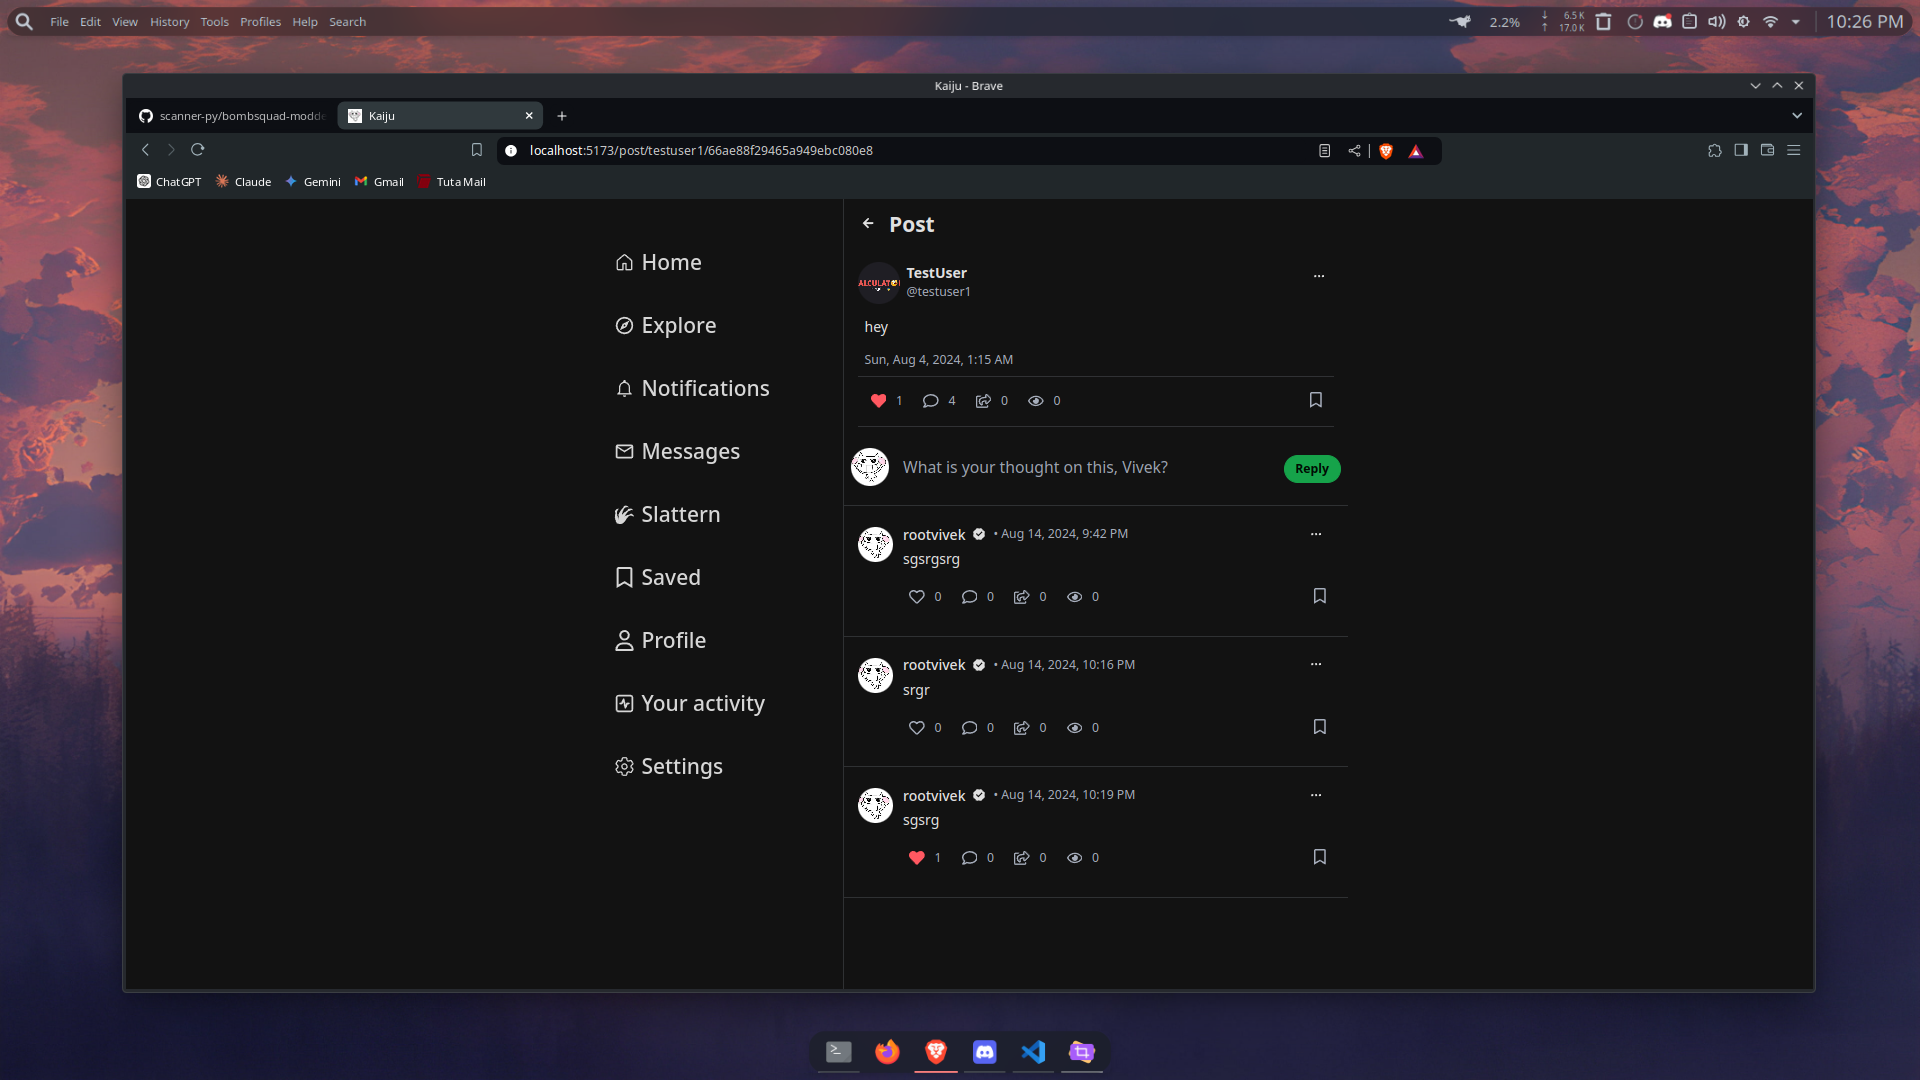 File Edit View History Tools Profiles Help Search
2.2%
6.5 K
17.0 K
10:26 PM
Kaiju - Brave
scanner-py/bombsquad-modde
Kaiju
localhost:5173/post/testuser1/66ae88f29465a949ebc080e8
ChatGPT Claude Gemini Gmail Tuta Mail
Home
Explore
Notifications
Messages
Slattern
Saved
Profile
Your activity
Settings
Post
ALCULATO
TestUser
@testuser1
hey
Sun, Aug 4, 2024, 1:15 AM
1 4 0 0
What is your thought on this, Vivek?
Reply
rootvivek • Aug 14, 2024, 9:42 PM
sgsrgsrg
0 0 0 0
rootvivek • Aug 14, 2024, 10:16 PM
srgr
0 0 0 0
rootvivek • Aug 14, 2024, 10:19 PM
sgsrg
1 0 0 0